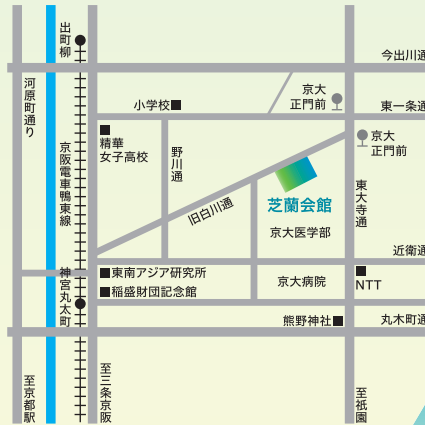 出町柳
今出川通
河原町通り
小学校
京大
正門前
東一条通
精華
女子高校
野川通
京大
正門前
京阪電車鴨東線
芝蘭会館
旧白川通
東大寺通
京大医学部
近衛通
神宮丸太町
東南アジア研究所
稲盛財団記念館
京大病院
NTT
熊野神社
丸木町通
至京都駅
至三条京阪
至祇園